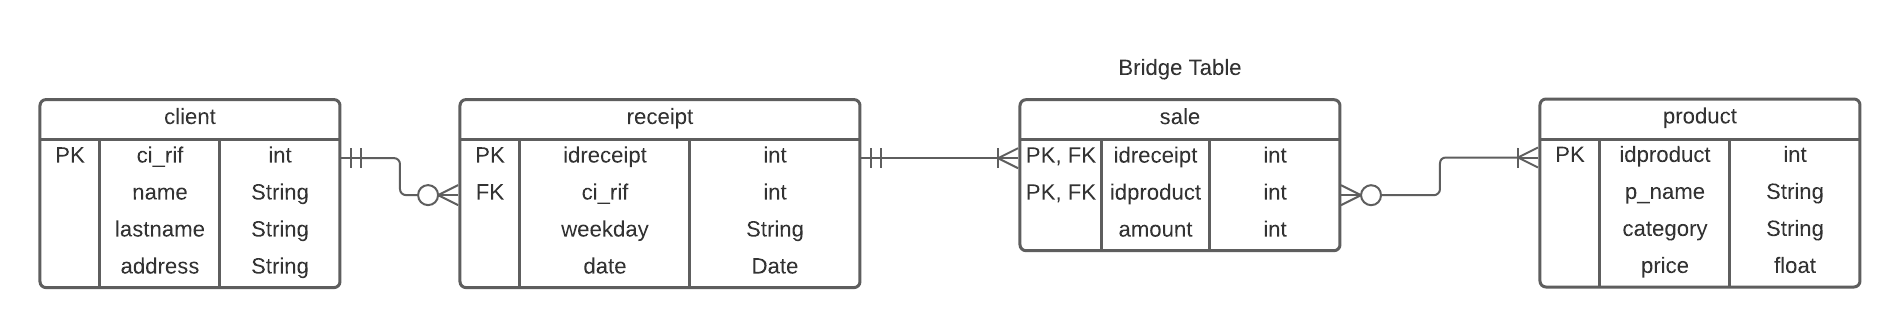 Bridge Table
client
PK ci_rif int
name String
lastname String
address String
receipt
PK idreceipt int
FK ci_rif int
weekday String
date Date
sale
PK, FK idreceipt int
PK, FK idproduct int
amount int
product
PK idproduct int
p_name String
category String
price float